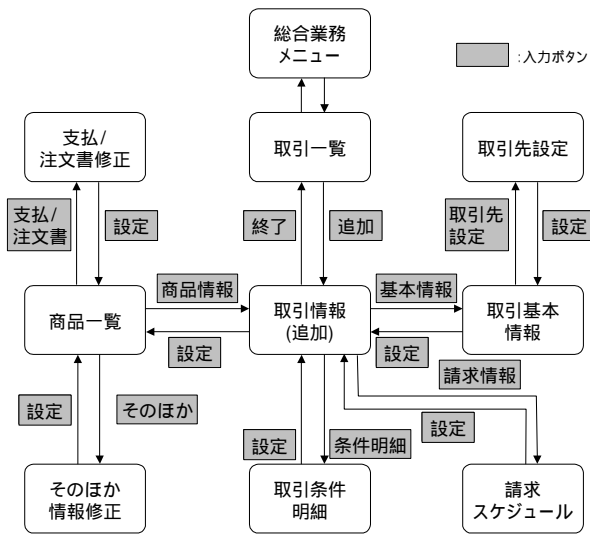 総合業務
メニュー
:入力ボタン
支払/
注文書修正
取引一覧
取引先設定
支払/
注文書
設定
終了
追加
取引先
設定
設定
商品情報
基本情報
商品一覧
取引情報
(追加)
取引基本
情報
設定
設定
請求情報
設定
そのほか
設定
条件明細
設定
そのほか
情報修正
取引条件
明細
請求
スケジュール